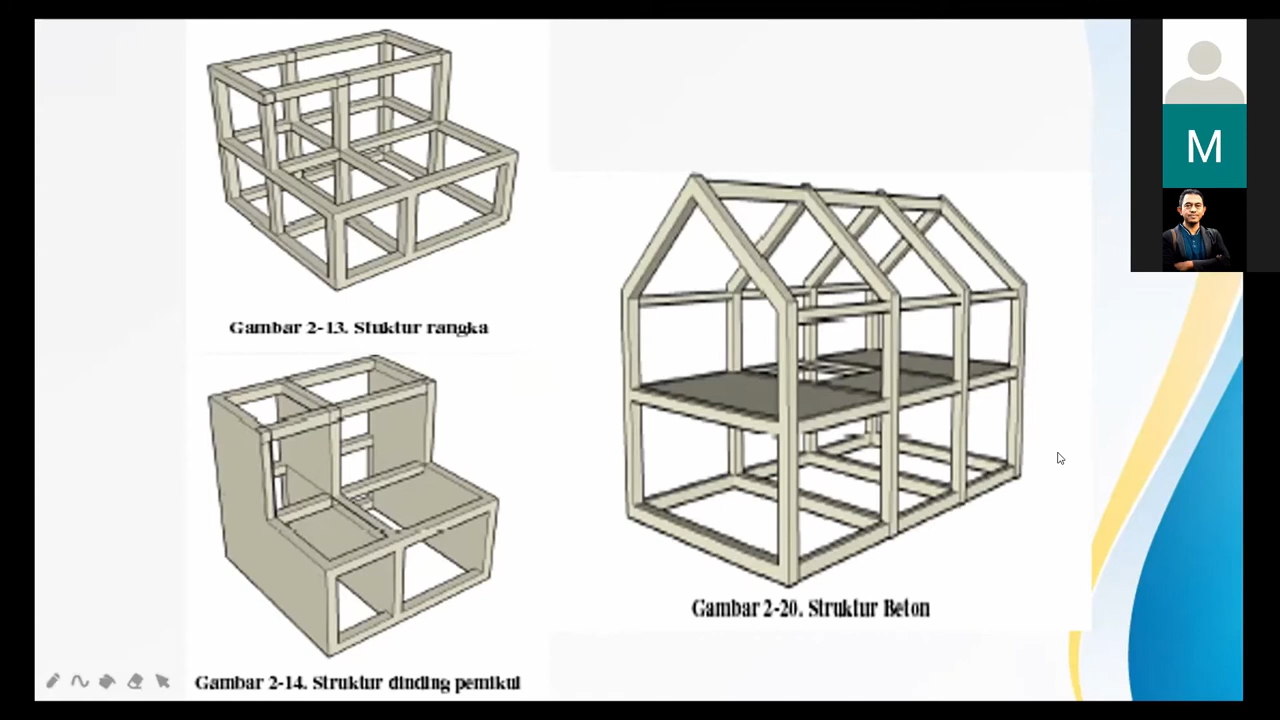 Gambar 2-13. Stuktur rangka
Gambar 2-14. Struktur dinding pemikul
Gambar 2-20. Struktur Beton
M